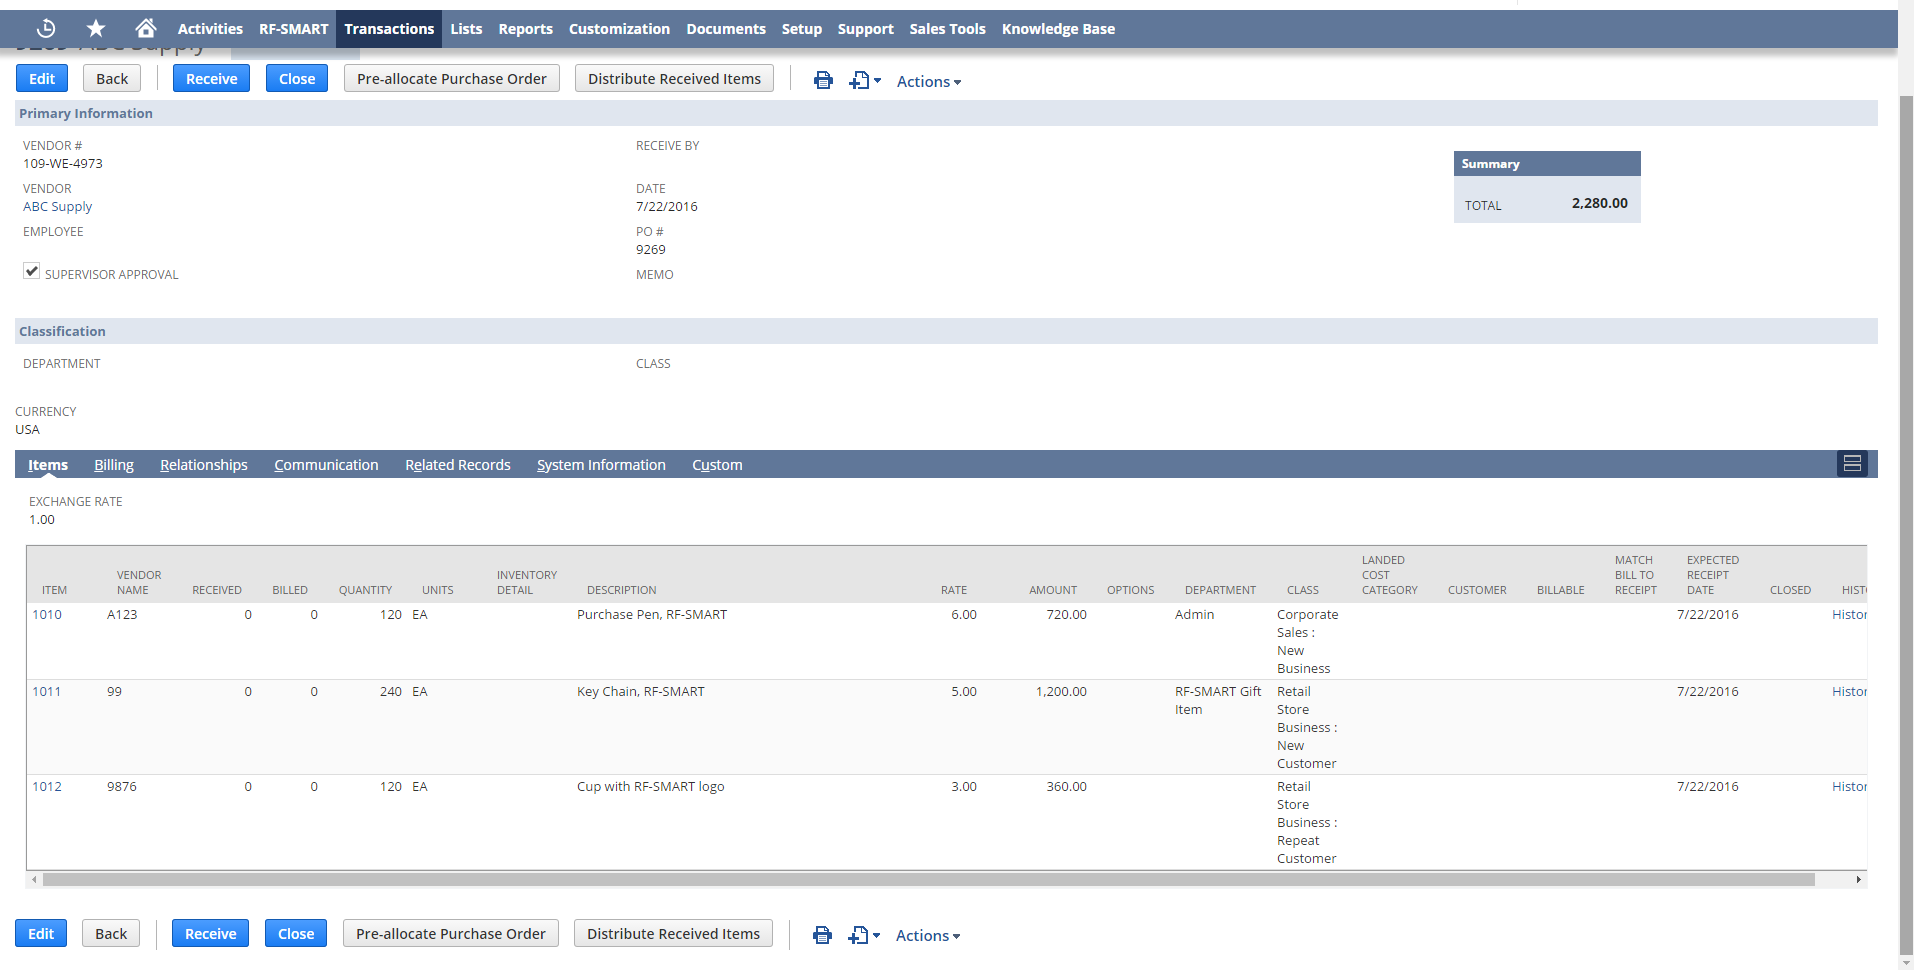 Activities RF-SMART Transactions Lists Reports Customization Documents Setup Support Sales Tools Knowledge Base
9269 ABC Supply
Edit Back Receive Close Pre-allocate Purchase Order Distribute Received Items Actions
Primary Information
VENDOR #
109-WE-4973
VENDOR
ABC Supply
EMPLOYEE
SUPERVISOR APPROVAL
RECEIVE BY
DATE
7/22/2016
PO #
9269
MEMO
Summary
TOTAL 2,280.00
Classification
DEPARTMENT CLASS
CURRENCY
USA
Items Billing Relationships Communication Related Records System Information Custom
EXCHANGE RATE
1.00
ITEM VENDOR NAME RECEIVED BILLED QUANTITY UNITS INVENTORY DETAIL DESCRIPTION RATE AMOUNT OPTIONS DEPARTMENT CLASS LANDED COST CATEGORY CUSTOMER BILLABLE MATCH BILL TO RECEIPT EXPECTED RECEIPT DATE CLOSED HIST
1010 A123 0 0 120 EA Purchase Pen, RF-SMART 6.00 720.00 Admin Corporate 7/22/2016 Histor
Sales :
New
Business
1011 99 0 0 240 EA Key Chain, RF-SMART 5.00 1,200.00 RF-SMART Gift Retail 7/22/2016 Histor
Item Store
Business :
New
Customer
1012 9876 0 0 120 EA Cup with RF-SMART logo 3.00 360.00 Retail 7/22/2016 Histor
Store
Business :
Repeat
Customer
Edit Back Receive Close Pre-allocate Purchase Order Distribute Received Items Actions